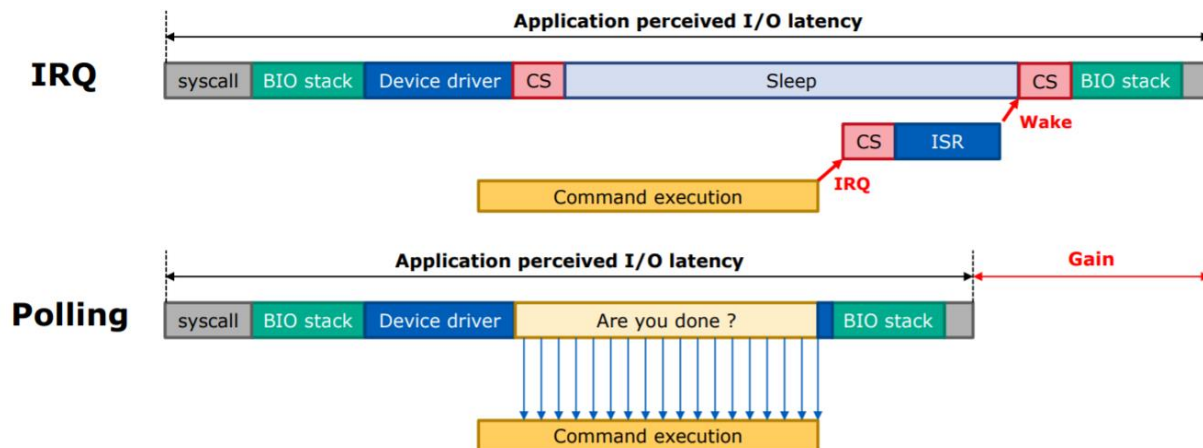 Application perceived I/O latency
IRQ
syscall BIO stack Device driver CS Sleep CS BIO stack
Wake
CS ISR
IRQ
Command execution
Application perceived I/O latency
Gain
Polling
syscall BIO stack Device driver Are you done ? BIO stack
Command execution